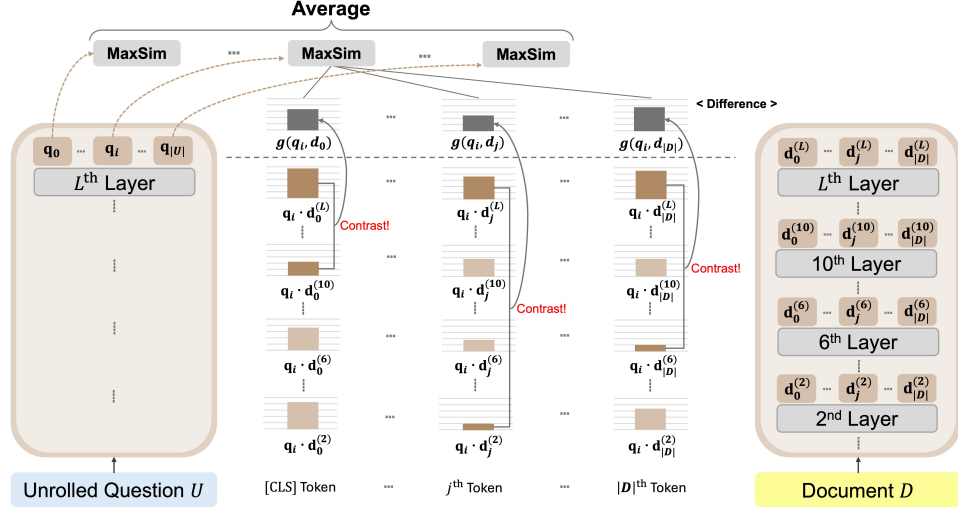 Average
MaxSim ... MaxSim ... MaxSim
< Difference >
q₀ ... qᵢ ... q|U|
Lᵗʰ Layer
g(qᵢ, d₀) ... g(qᵢ, dⱼ) ... g(qᵢ, d|D|)
qᵢ · d₀⁽ᴸ⁾ ... qᵢ · dⱼ⁽ᴸ⁾ ... qᵢ · d|D|⁽ᴸ⁾
Contrast!
qᵢ · d₀⁽¹⁰⁾ ... qᵢ · dⱼ⁽¹⁰⁾ ... qᵢ · d|D|⁽¹⁰⁾
Contrast!
Contrast!
qᵢ · d₀⁽⁶⁾ ... qᵢ · dⱼ⁽⁶⁾ ... qᵢ · d|D|⁽⁶⁾
qᵢ · d₀⁽²⁾ ... qᵢ · dⱼ⁽²⁾ ... qᵢ · d|D|⁽²⁾
[CLS] Token ... jᵗʰ Token ... |D|ᵗʰ Token
d₀⁽ᴸ⁾ ... dⱼ⁽ᴸ⁾ ... d|D|⁽ᴸ⁾
Lᵗʰ Layer
d₀⁽¹⁰⁾ ... dⱼ⁽¹⁰⁾ ... d|D|⁽¹⁰⁾
10ᵗʰ Layer
d₀⁽⁶⁾ ... dⱼ⁽⁶⁾ ... d|D|⁽⁶⁾
6ᵗʰ Layer
d₀⁽²⁾ ... dⱼ⁽²⁾ ... d|D|⁽²⁾
2ⁿᵈ Layer
Unrolled Question U
Document D